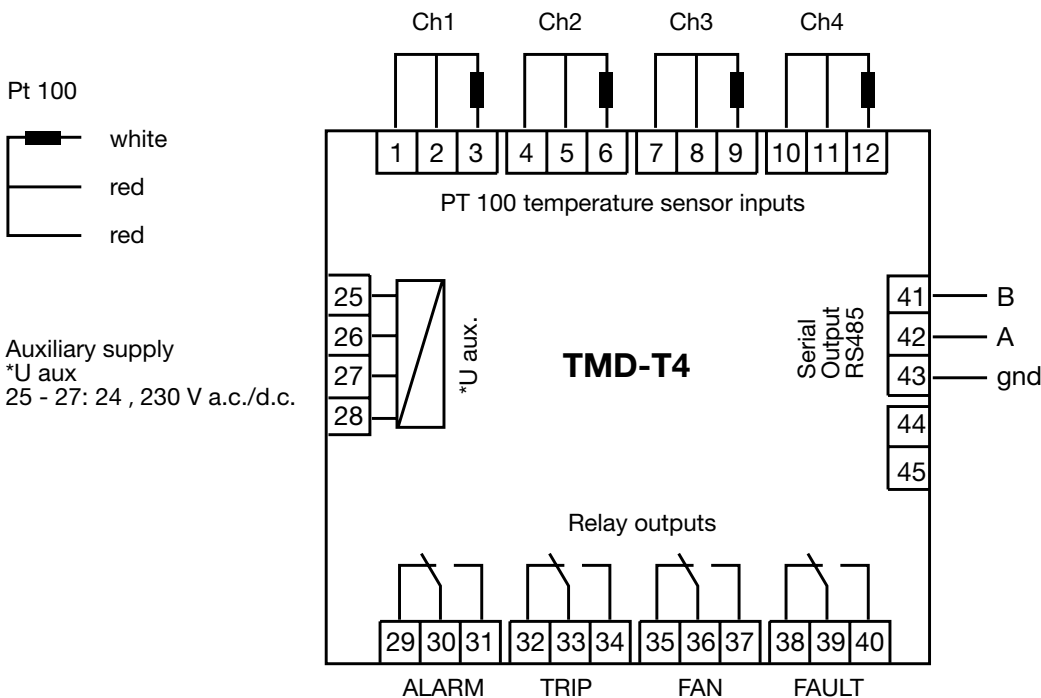 Ch1 Ch2 Ch3 Ch4
Pt 100
white
red
red
1 2 3 4 5 6 7 8 9 10 11 12
PT 100 temperature sensor inputs
25
26
27
28
*U aux.
Auxiliary supply
*U aux
25 - 27: 24 , 230 V a.c./d.c.
TMD-T4
Serial
Output
RS485
41 B
42 A
43 gnd
44
45
Relay outputs
29 30 31 32 33 34 35 36 37 38 39 40
ALARM TRIP FAN FAULT